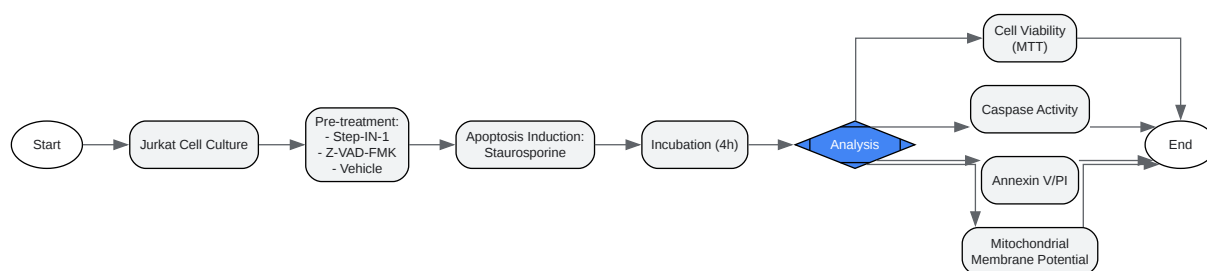 Start
Jurkat Cell Culture
Pre-treatment:
- Step-IN-1
- Z-VAD-FMK
- Vehicle
Apoptosis Induction:
Staurosporine
Incubation (4h)
Analysis
Cell Viability
(MTT)
Caspase Activity
Annexin V/PI
Mitochondrial
Membrane Potential
End